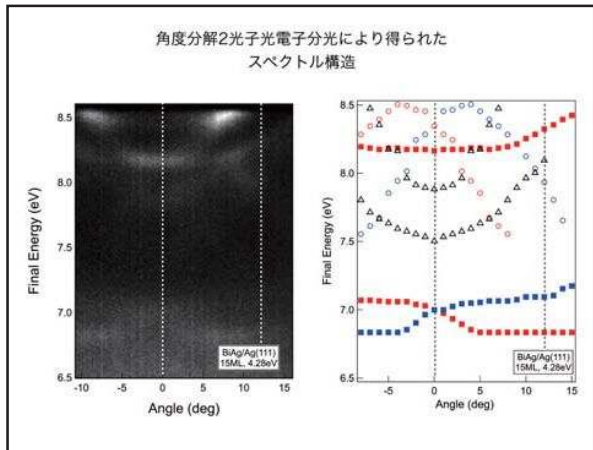 角度分解2光子光電子分光により得られた
スペクトル構造
8.5
8.0
7.5
7.0
6.5
Final Energy (eV)
-10
-5
0
5
10
15
Angle (deg)
BiAg/Ag(111)
15ML, 4.28eV
8.5
8.0
7.5
7.0
6.5
Final Energy (eV)
-5
0
5
10
15
Angle (deg)
BiAg/Ag(111)
15ML, 4.28eV